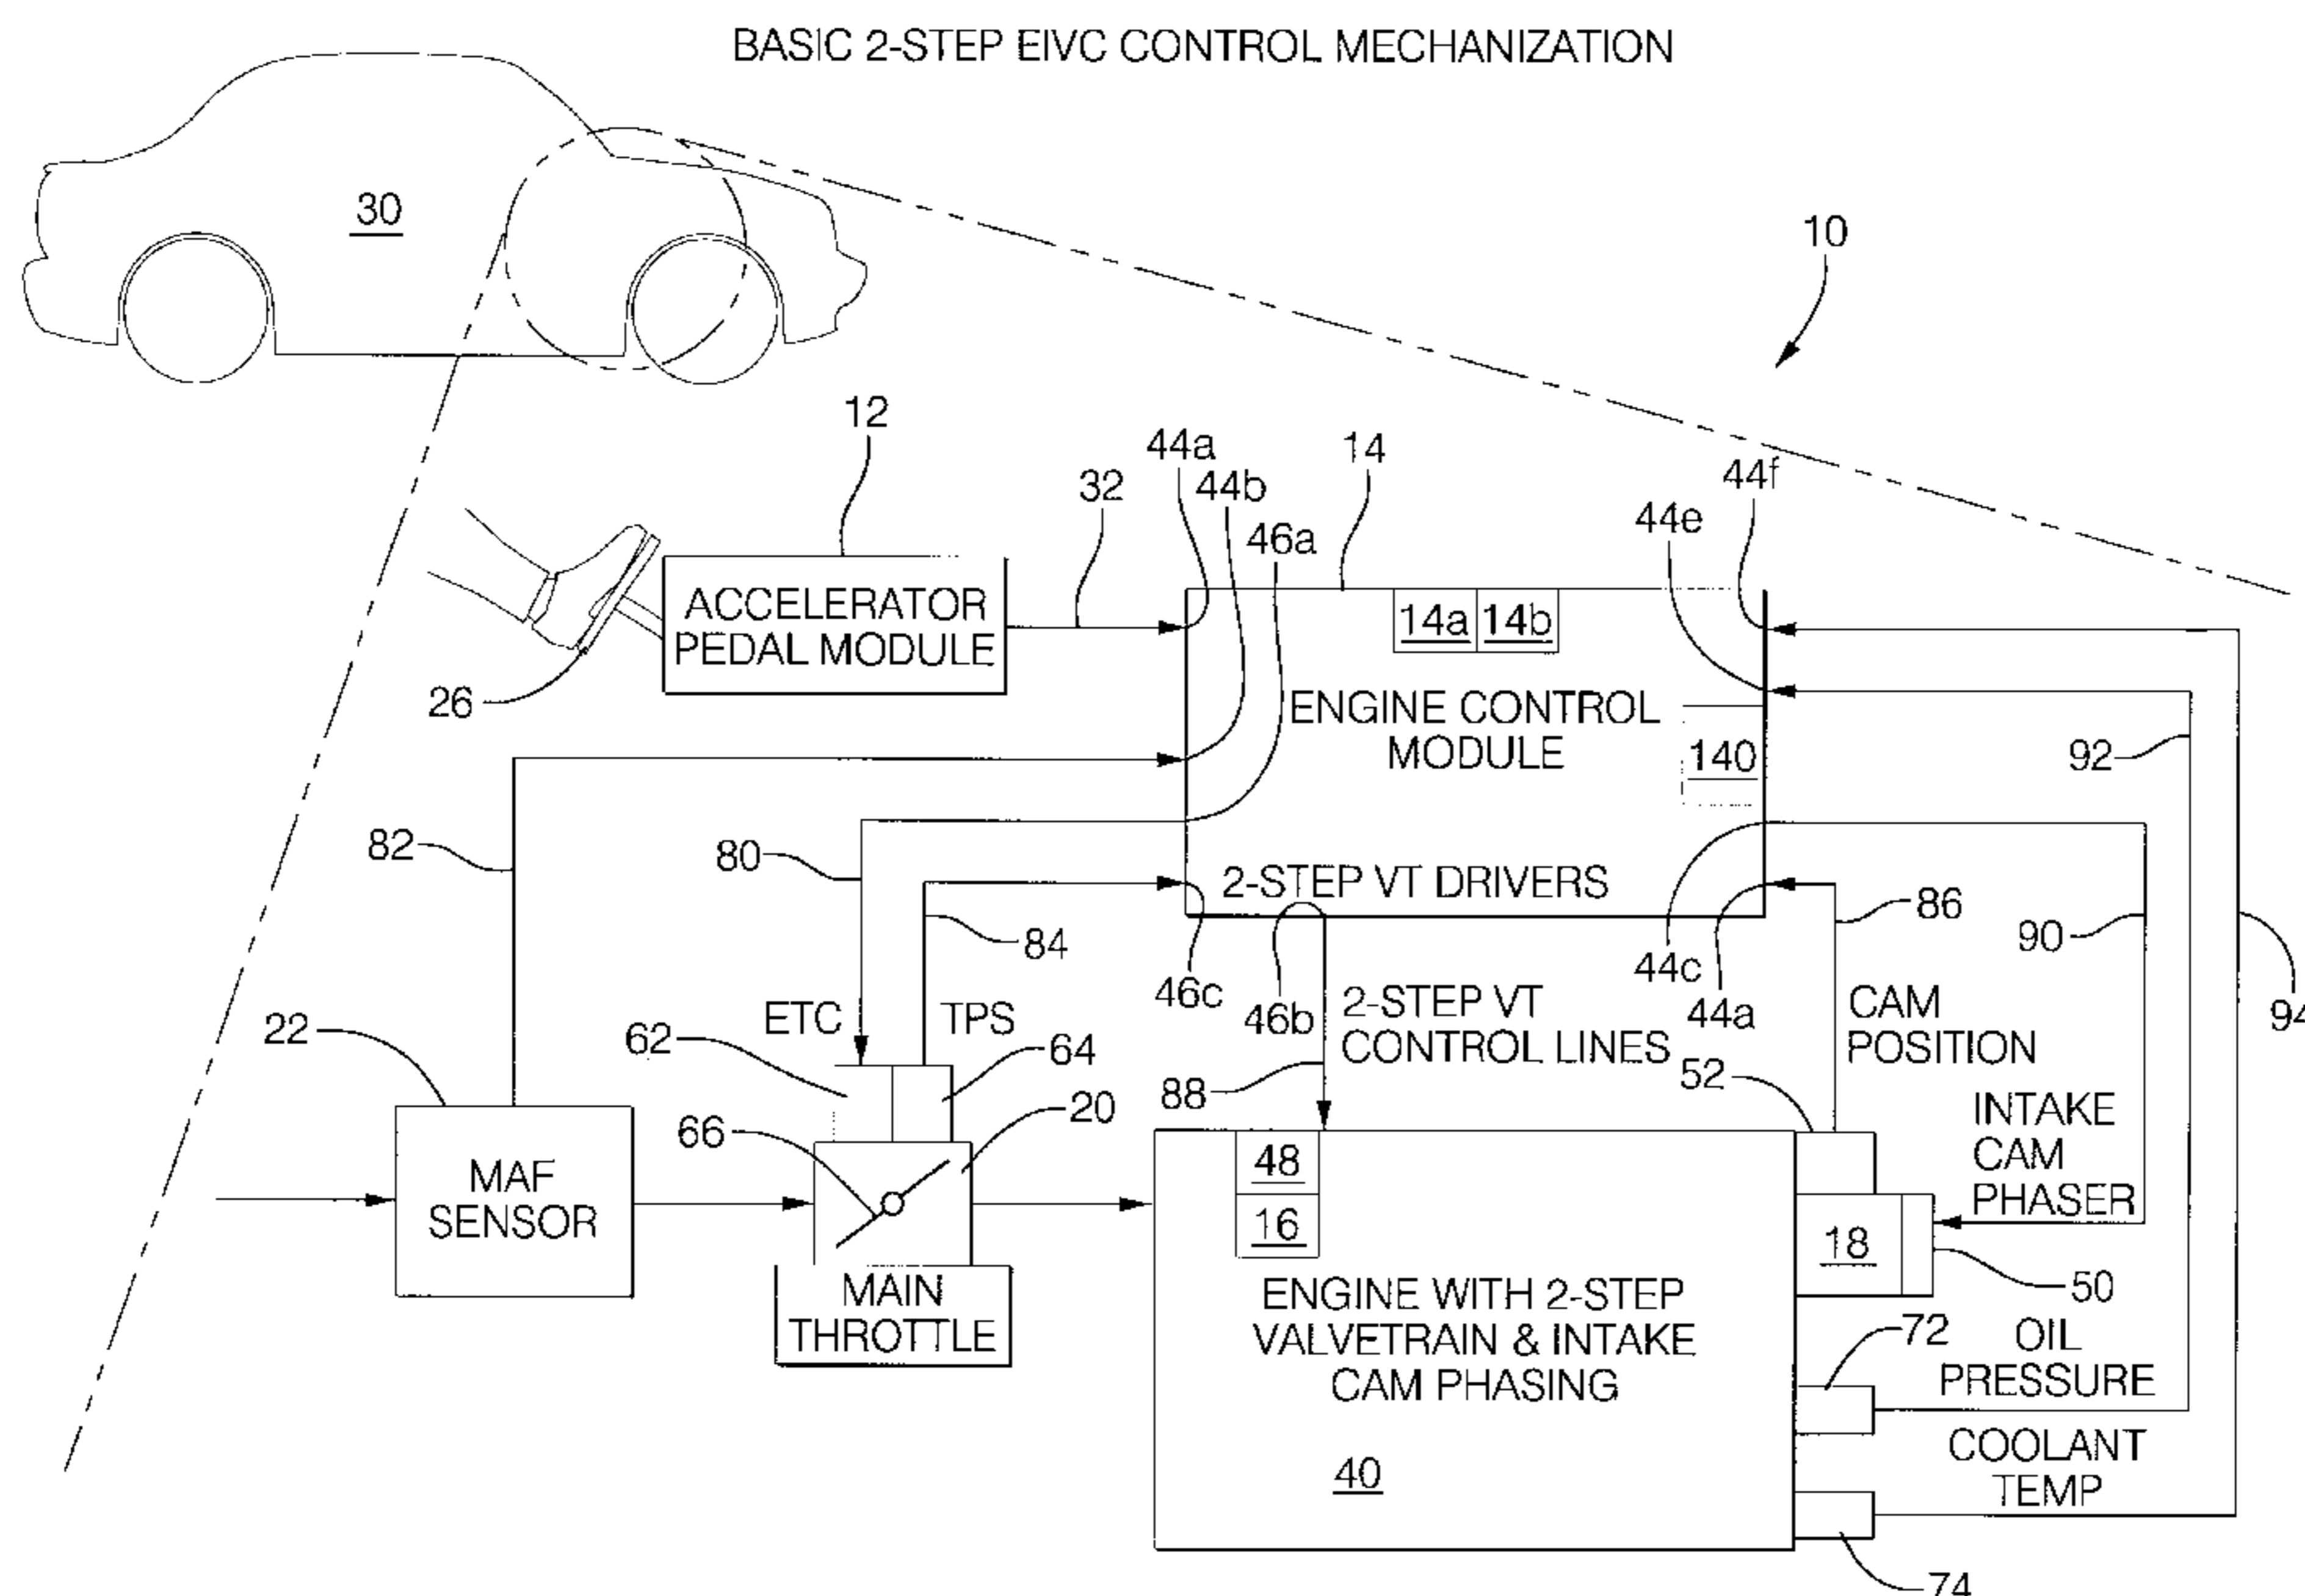 BASIC 2-STEP EIVC CONTROL MECHANIZATION
30
10
12
44a
14
44f
32
44b
44e
46a
ACCELERATOR
PEDAL MODULE
14a
14b
26
ENGINE CONTROL
MODULE
140
92
82
80
2-STEP VT DRIVERS
86
84
90
44c
46c
46b
44a
94
ETC
TPS
2-STEP VT
CONTROL LINES
CAM
POSITION
22
62
64
52
88
20
66
INTAKE
CAM
PHASER
MAF
SENSOR
48
16
18
50
MAIN
THROTTLE
ENGINE WITH 2-STEP
VALVETRAIN & INTAKE
CAM PHASING
72
OIL
PRESSURE
40
COOLANT
TEMP
74